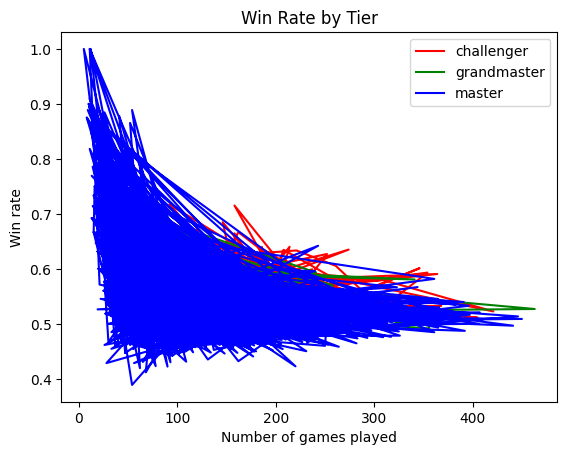 Win Rate by Tier
challenger
grandmaster
master
Win rate
1.0
0.9
0.8
0.7
0.6
0.5
0.4
0
100
200
300
400
Number of games played